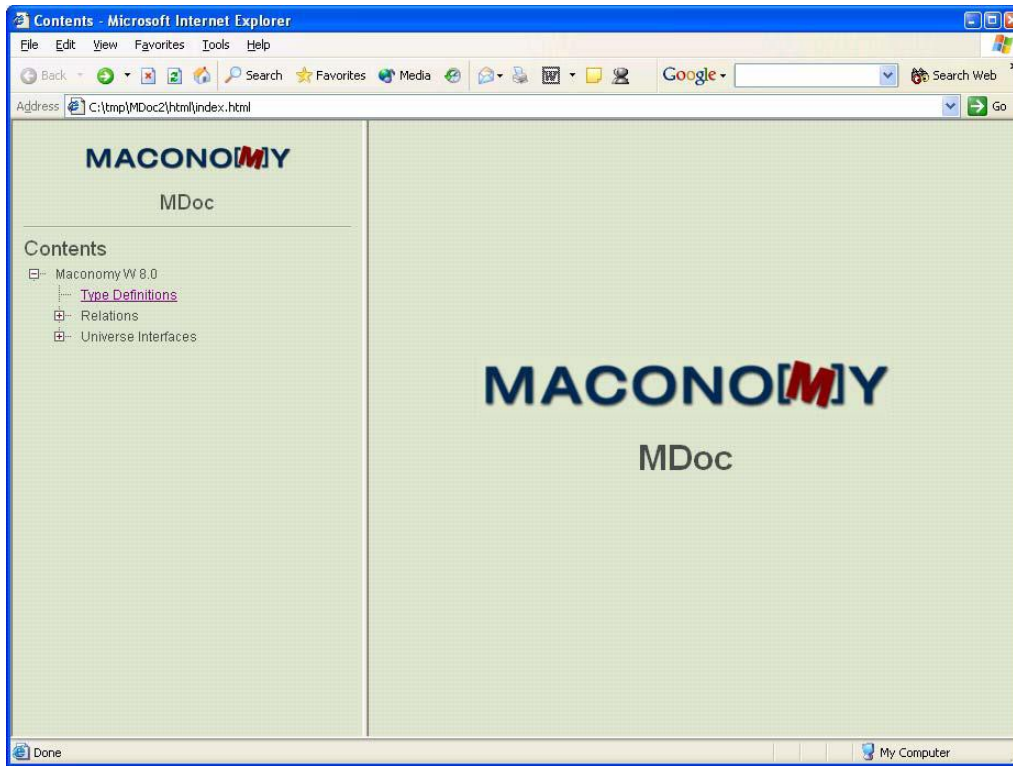 Contents - Microsoft Internet Explorer
File Edit View Favorites Tools Help
Back Search Favorites Media Google Search Web
Address C:\tmp\MDoc2\html\index.html Go
MACONO[M]Y
MDoc
Contents
Maconomy W 8.0
Type Definitions
Relations
Universe Interfaces
MACONO[M]Y
MDoc
Done My Computer